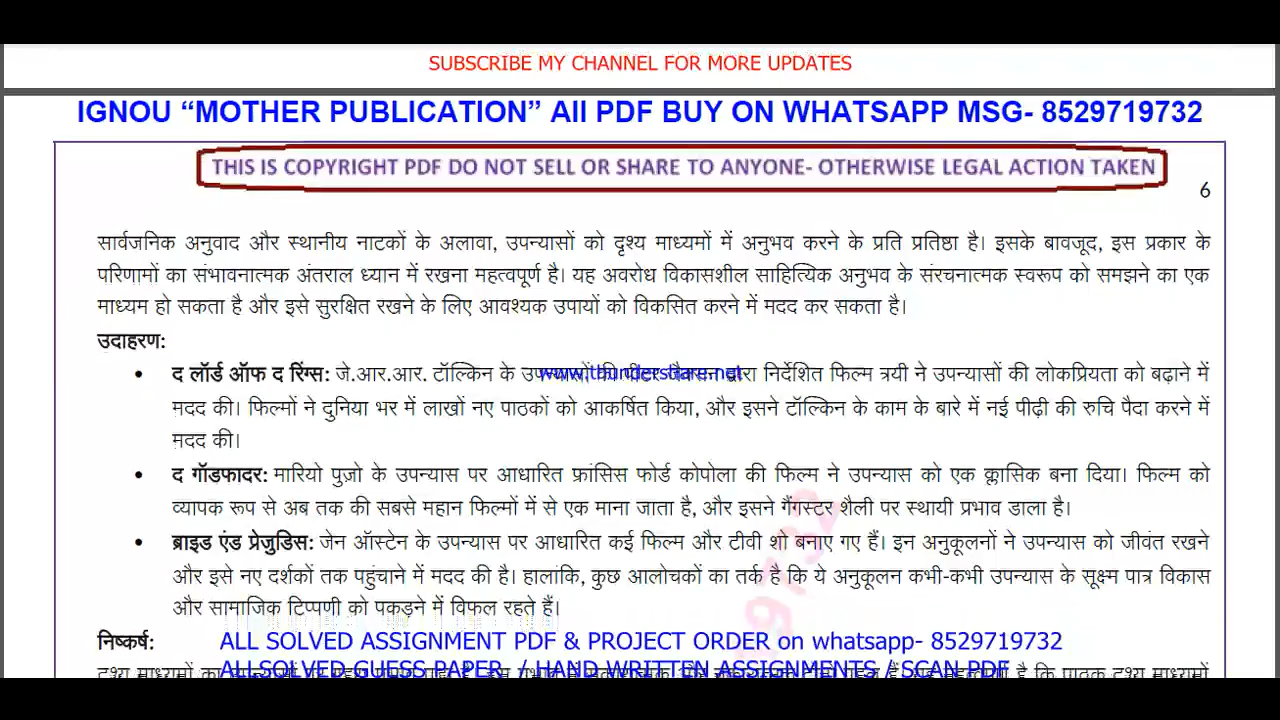 SUBSCRIBE MY CHANNEL FOR MORE UPDATES
IGNOU “MOTHER PUBLICATION” All PDF BUY ON WHATSAPP MSG- 8529719732
THIS IS COPYRIGHT PDF DO NOT SELL OR SHARE TO ANYONE- OTHERWISE LEGAL ACTION TAKEN
6
सार्वजनिक अनुवाद और स्थानीय नाटकों के अलावा, उपन्यासों को दृश्य माध्यमों में अनुभव करने के प्रति प्रतिष्ठा है। इसके बावजूद, इस प्रकार के
परिणामों का संभावनात्मक अंतराल ध्यान में रखना महत्वपूर्ण है। यह अवरोध विकासशील साहित्यिक अनुभव के संरचनात्मक स्वरूप को समझने का एक
माध्यम हो सकता है और इसे सुरक्षित रखने के लिए आवश्यक उपायों को विकसित करने में मदद कर सकता है।
उदाहरण:
• द लॉर्ड ऑफ द रिंग्स: जे.आर.आर. टॉल्किन के उपन्यासों की पीटर जैक्सन द्वारा निर्देशित फिल्म त्रयी ने उपन्यासों की लोकप्रियता को बढ़ाने में
www.thundershare.net
मदद की। फिल्मों ने दुनिया भर में लाखों नए पाठकों को आकर्षित किया, और इसने टॉल्किन के काम के बारे में नई पीढ़ी की रुचि पैदा करने में
मदद की।
• द गॉडफादर: मारियो पुज़ो के उपन्यास पर आधारित फ्रांसिस फोर्ड कोपोला की फिल्म ने उपन्यास को एक क्लासिक बना दिया। फिल्म को
व्यापक रूप से अब तक की सबसे महान फिल्मों में से एक माना जाता है, और इसने गैंगस्टर शैली पर स्थायी प्रभाव डाला है।
• ब्राइड एंड प्रेजुडिस: जेन ऑस्टेन के उपन्यास पर आधारित कई फिल्म और टीवी शो बनाए गए हैं। इन अनुकूलनों ने उपन्यास को जीवंत रखने
और इसे नए दर्शकों तक पहुंचाने में मदद की है। हालांकि, कुछ आलोचकों का तर्क है कि ये अनुकूलन कभी-कभी उपन्यास के सूक्ष्म पात्र विकास
और सामाजिक टिप्पणी को पकड़ने में विफल रहते हैं।
निष्कर्ष:
ALL SOLVED ASSIGNMENT PDF & PROJECT ORDER on whatsapp- 8529719732
ALLSOLVED GUESS PAPER / HAND WRITTEN ASSIGNMENTS / SCAN PDF